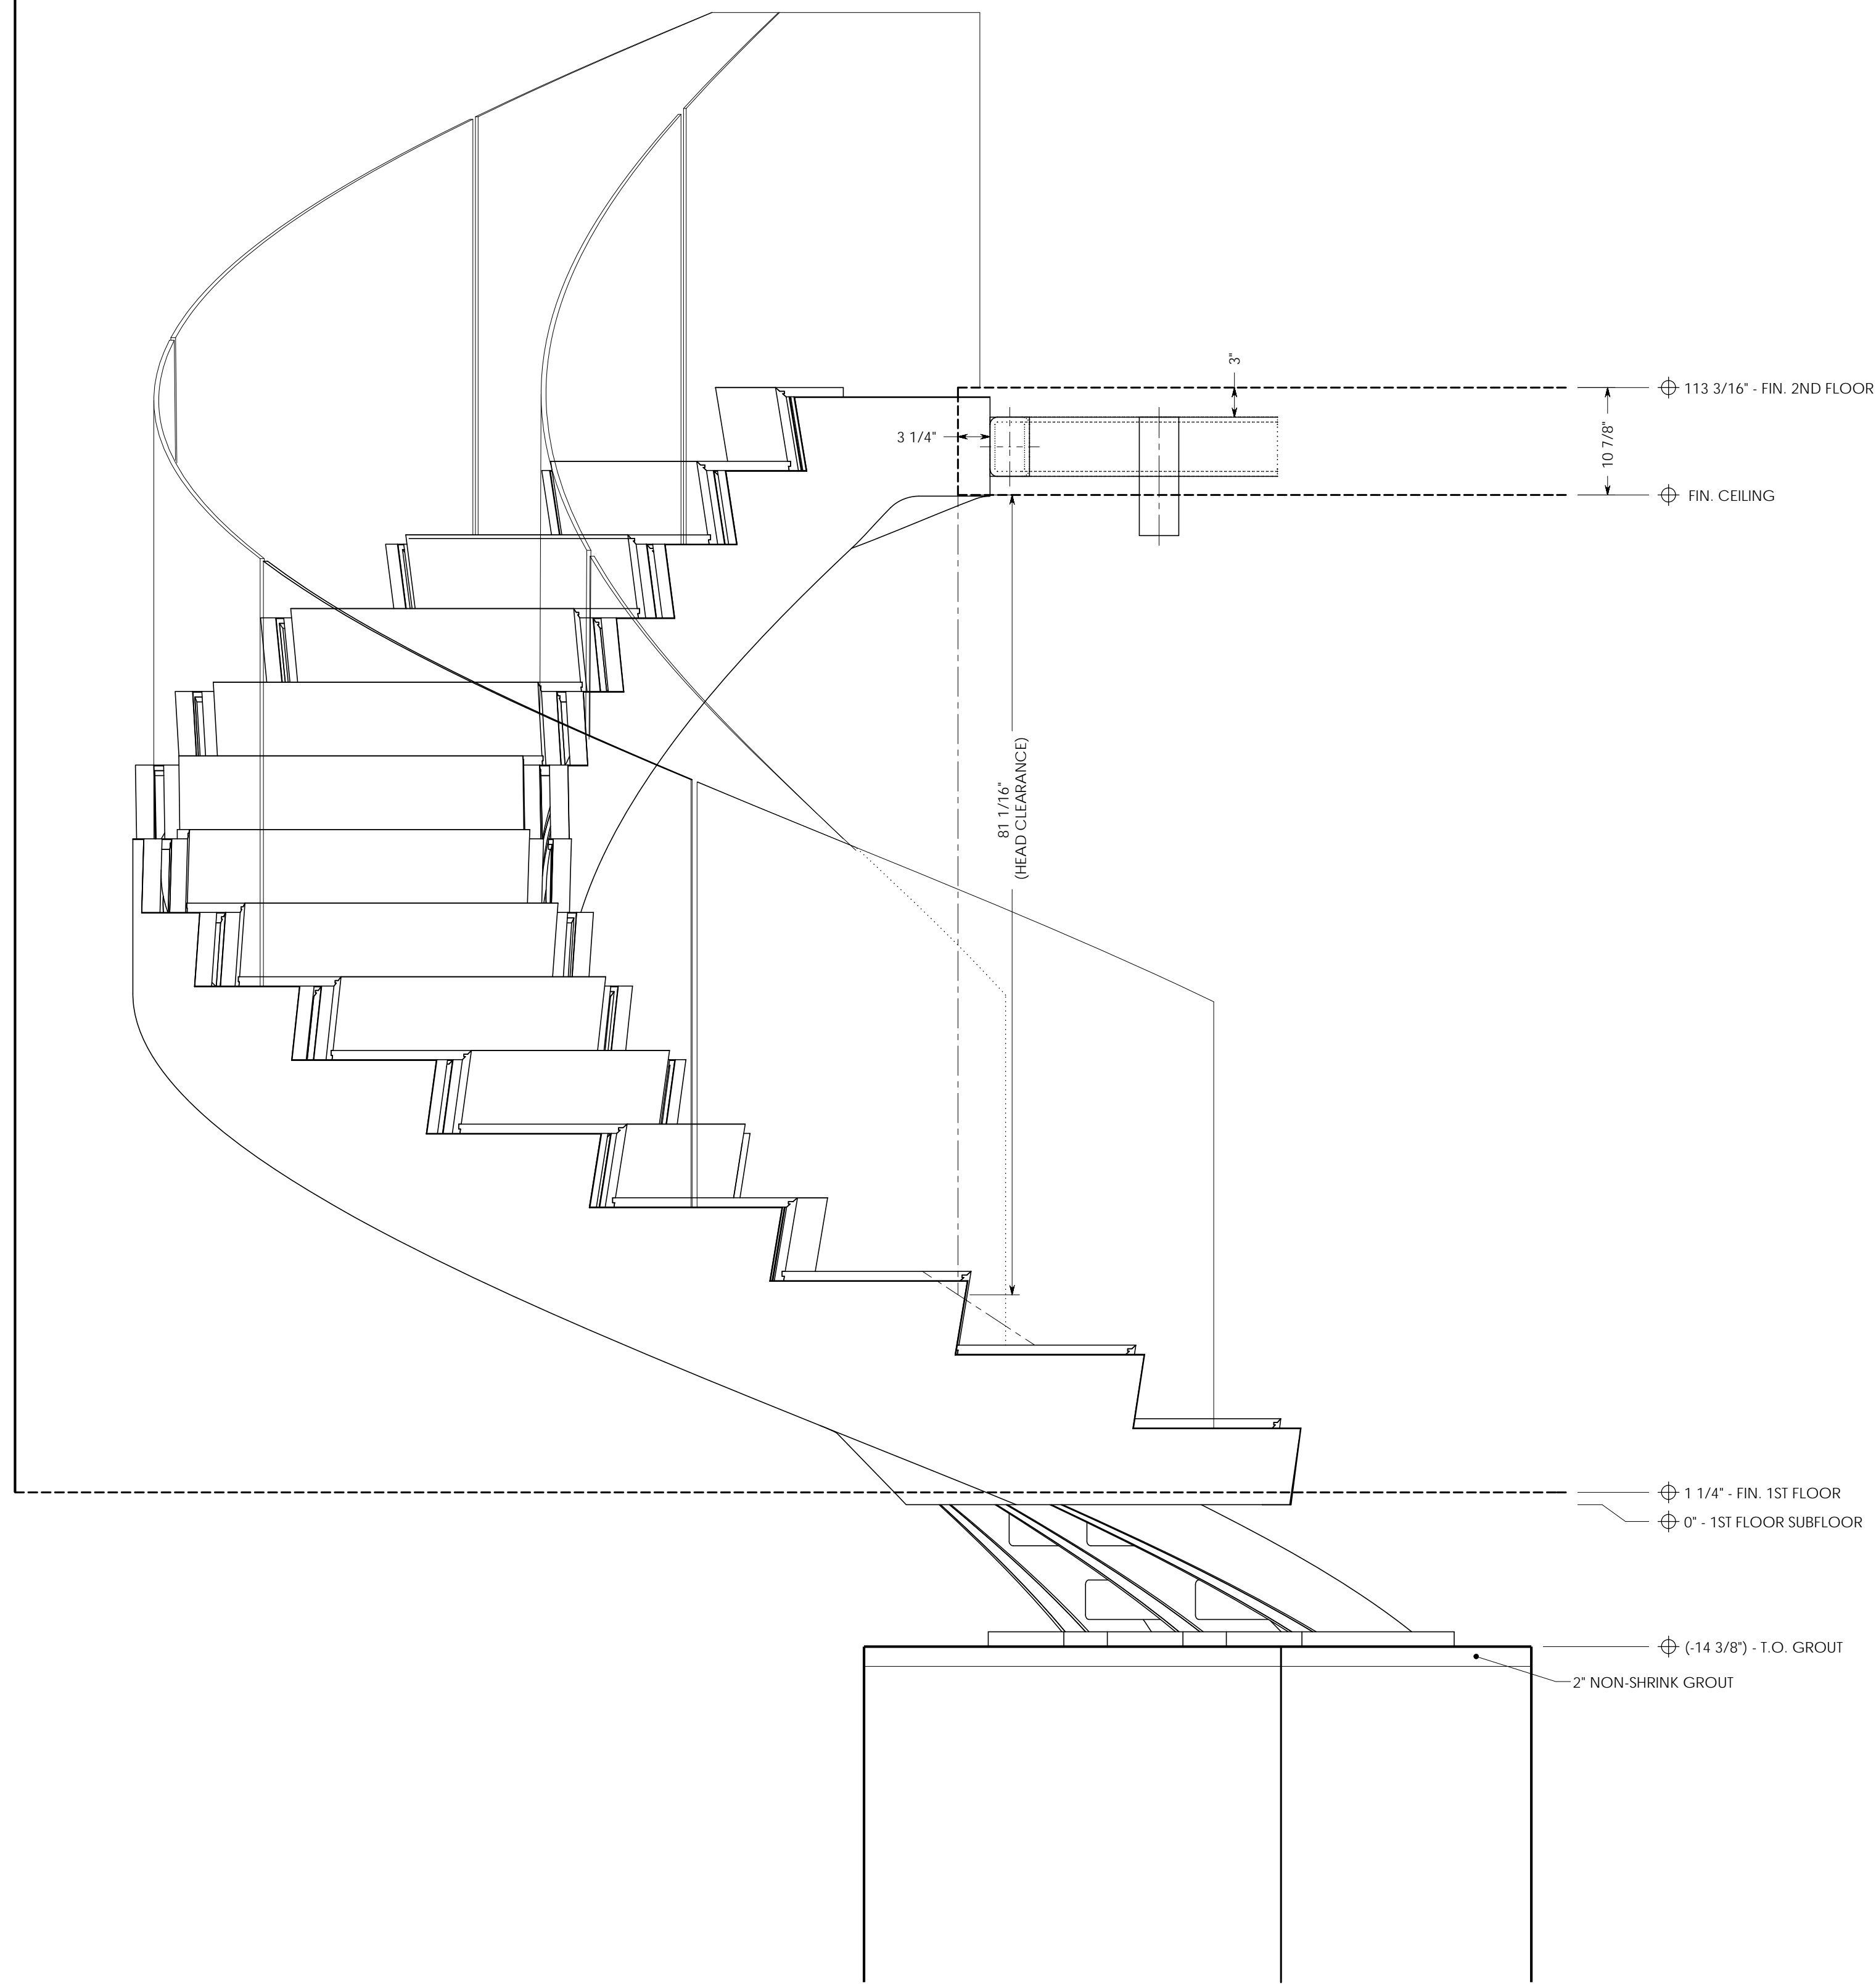 3"
113 3/16" - FIN. 2ND FLOOR
3 1/4"
10 7/8"
FIN. CEILING
81 1/16"
(HEAD CLEARANCE)
1 1/4" - FIN. 1ST FLOOR
0" - 1ST FLOOR SUBFLOOR
(-14 3/8") - T.O. GROUT
2" NON-SHRINK GROUT